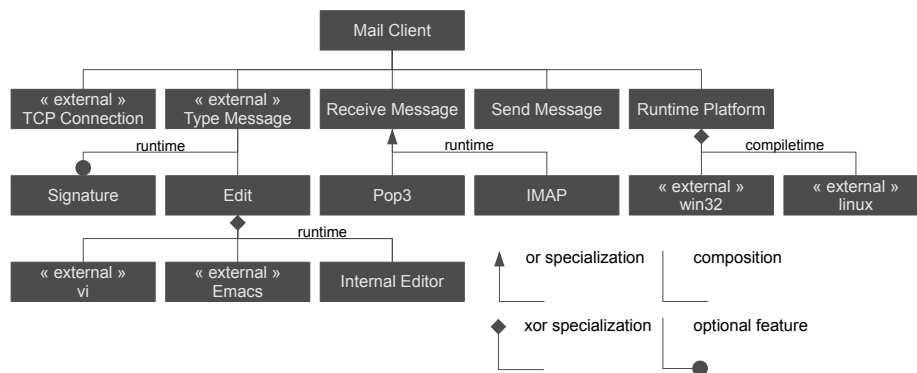 Mail Client
« external »
TCP Connection
« external »
Type Message
Receive Message
Send Message
Runtime Platform
runtime
runtime
compiletime
Signature
Edit
Pop3
IMAP
« external »
win32
« external »
linux
runtime
« external »
vi
« external »
Emacs
Internal Editor
or specialization
composition
xor specialization
optional feature